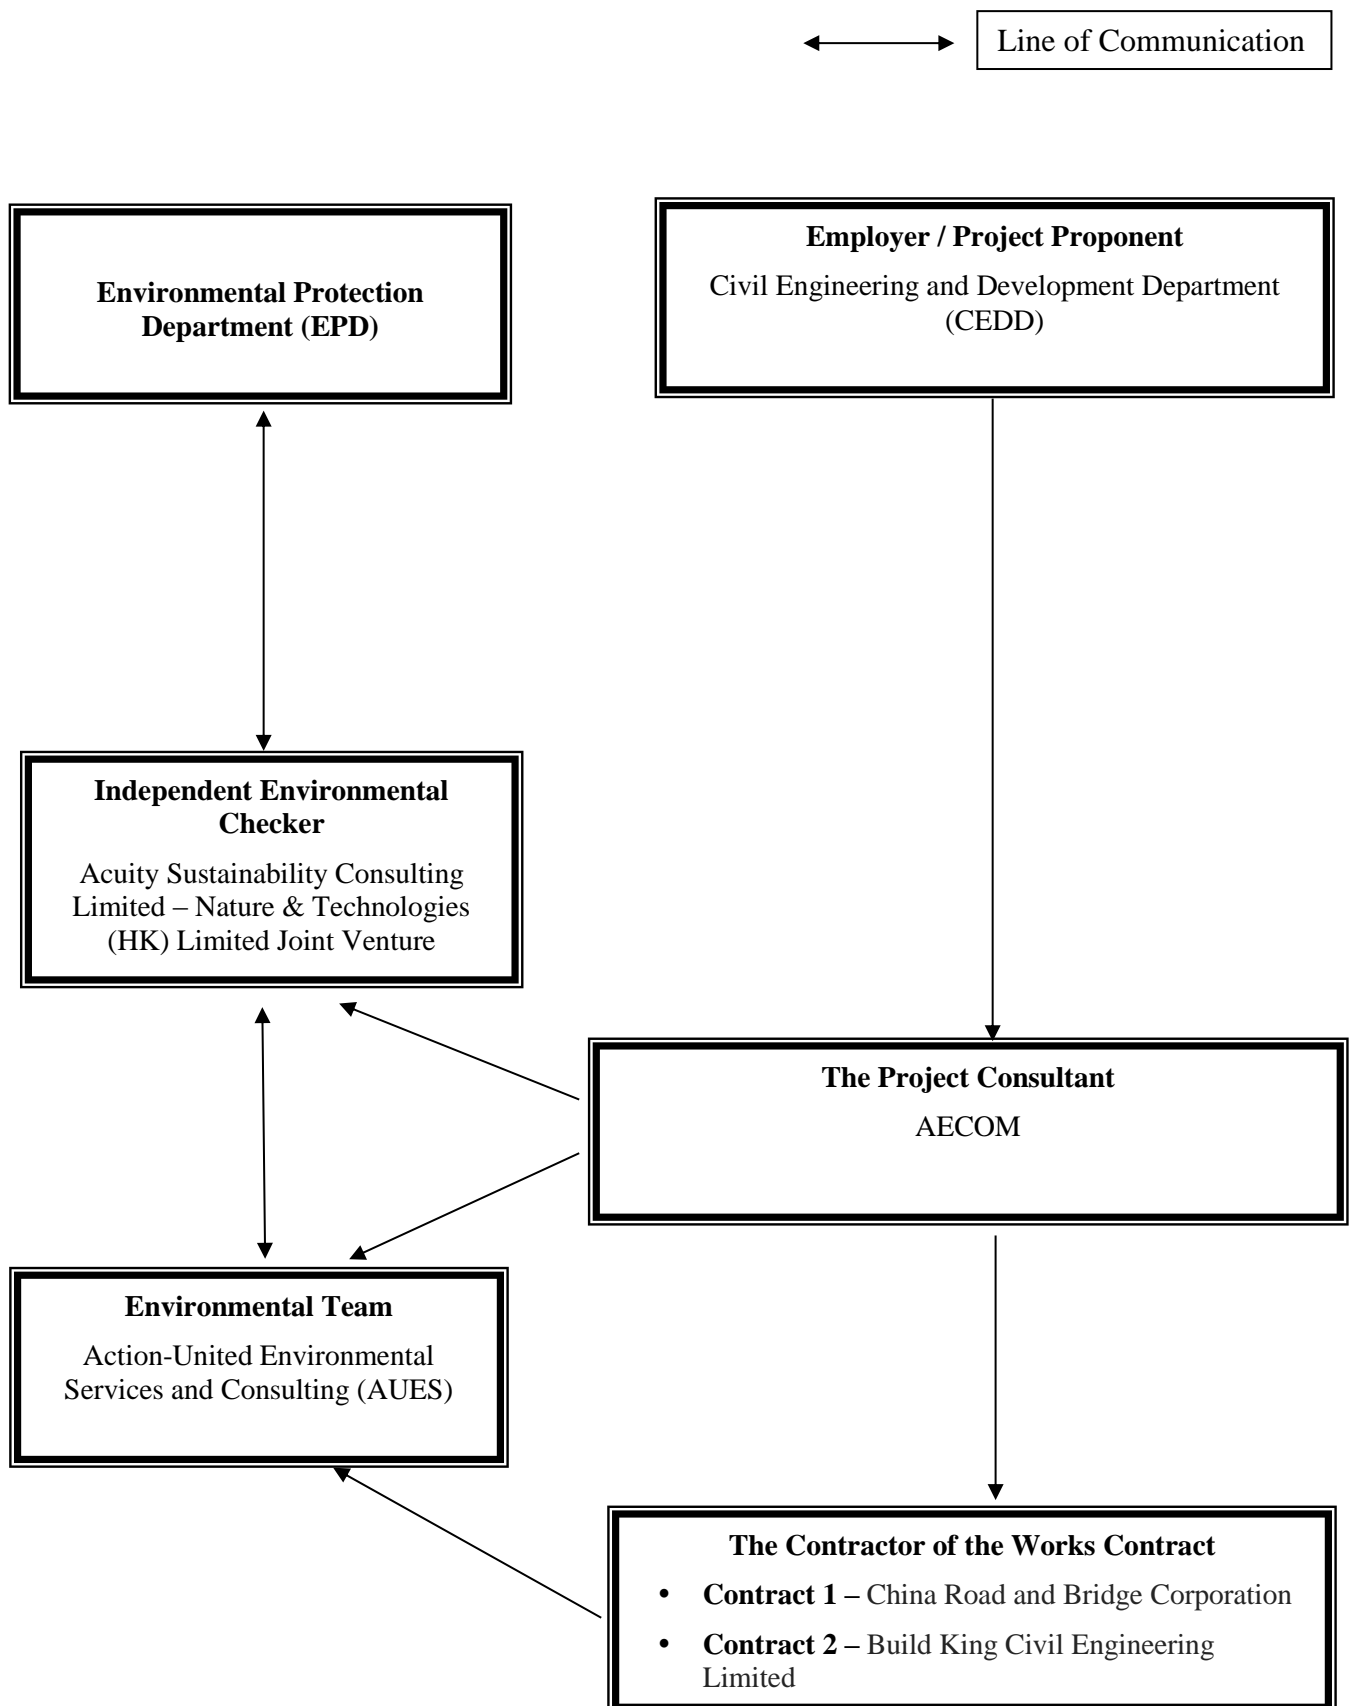 Line of Communication
Environmental Protection
Department (EPD)
Employer / Project Proponent
Civil Engineering and Development Department
(CEDD)
Independent Environmental
Checker
Acuity Sustainability Consulting
Limited – Nature & Technologies
(HK) Limited Joint Venture
The Project Consultant
AECOM
Environmental Team
Action-United Environmental
Services and Consulting (AUES)
The Contractor of the Works Contract
• Contract 1 – China Road and Bridge Corporation
• Contract 2 – Build King Civil Engineering
Limited